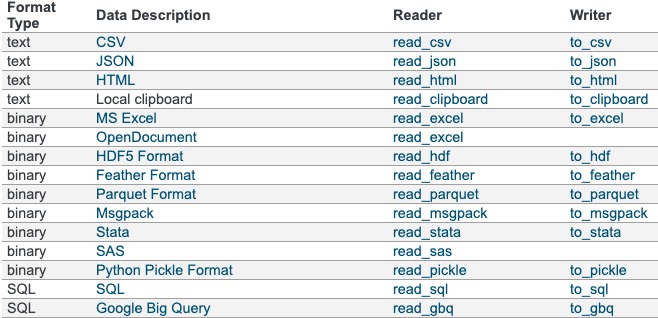 Format Type Data Description Reader Writer
text CSV read_csv to_csv
text JSON read_json to_json
text HTML read_html to_html
text Local clipboard read_clipboard to_clipboard
binary MS Excel read_excel to_excel
binary OpenDocument read_excel
binary HDF5 Format read_hdf to_hdf
binary Feather Format read_feather to_feather
binary Parquet Format read_parquet to_parquet
binary Msgpack read_msgpack to_msgpack
binary Stata read_stata to_stata
binary SAS read_sas
binary Python Pickle Format read_pickle to_pickle
SQL SQL read_sql to_sql
SQL Google Big Query read_gbq to_gbq